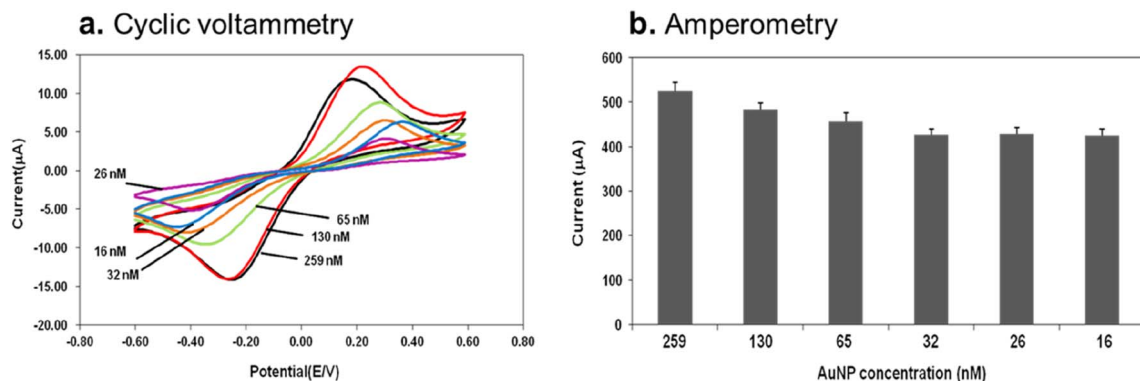 a. Cyclic voltammetry
15.00
10.00
5.00
0.00
-5.00
-10.00
-15.00
-20.00
Current(µA)
26 nM
16 nM
32 nM
65 nM
130 nM
259 nM
-0.80 -0.60 -0.40 -0.20 0.00 0.20 0.40 0.60 0.80
Potential(E/V)
b. Amperometry
600
500
400
300
200
100
0
Current (µA)
259 130 65 32 26 16
AuNP concentration (nM)